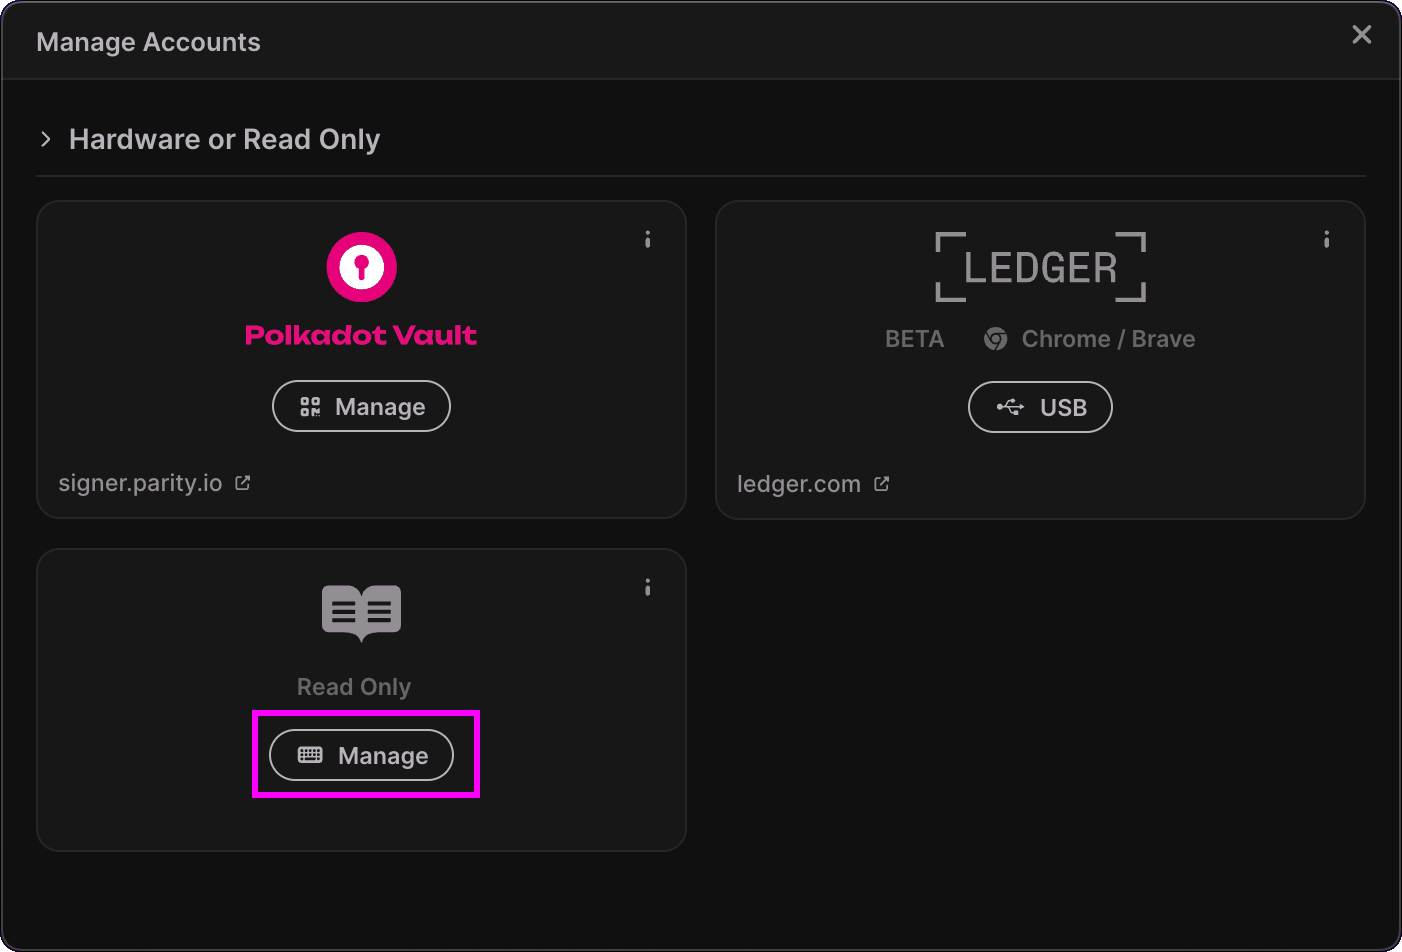 Manage Accounts
Hardware or Read Only
Polkadot Vault
Manage
signer.parity.io
LEDGER
BETA Chrome / Brave
USB
ledger.com
Read Only
Manage